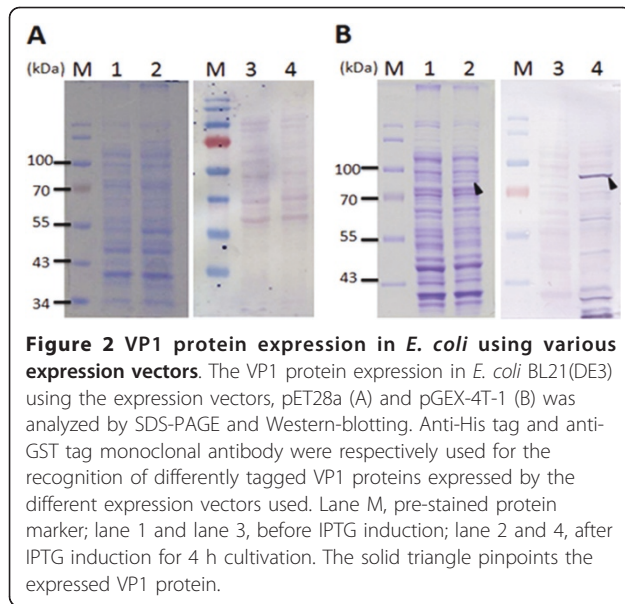 A
B
(kDa) M 1 2 M 3 4
(kDa) M 1 2 M 3 4
100
70
55
43
34
100
70
55
43
Figure 2 VP1 protein expression in E. coli using various
expression vectors. The VP1 protein expression in E. coli BL21(DE3)
using the expression vectors, pET28a (A) and pGEX-4T-1 (B) was
analyzed by SDS-PAGE and Western-blotting. Anti-His tag and anti-
GST tag monoclonal antibody were respectively used for the
recognition of differently tagged VP1 proteins expressed by the
different expression vectors used. Lane M, pre-stained protein
marker; lane 1 and lane 3, before IPTG induction; lane 2 and 4, after
IPTG induction for 4 h cultivation. The solid triangle pinpoints the
expressed VP1 protein.